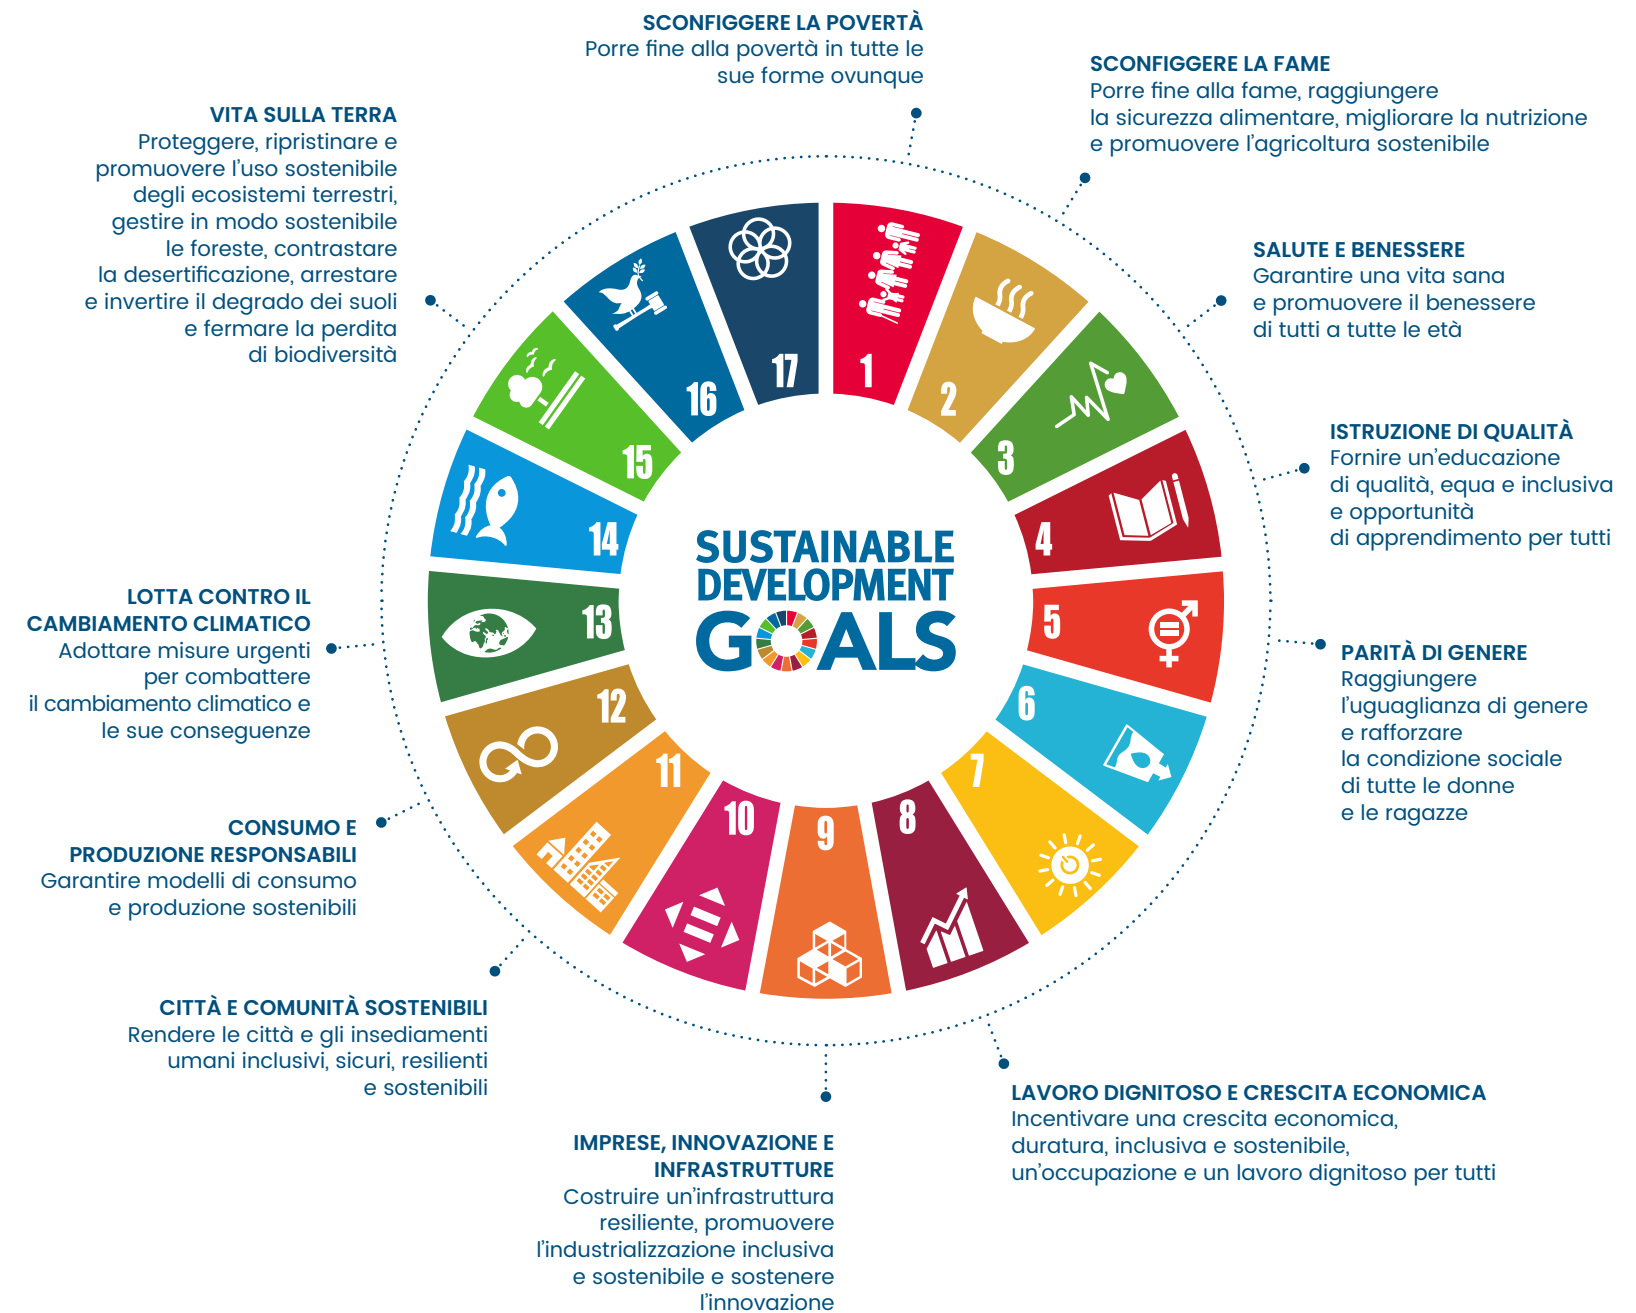 SCONFIGGERE LA POVERTÀ
Porre fine alla povertà in tutte le
sue forme ovunque
SCONFIGGERE LA FAME
Porre fine alla fame, raggiungere
la sicurezza alimentare, migliorare la nutrizione
e promuovere l’agricoltura sostenibile
SALUTE E BENESSERE
Garantire una vita sana
e promuovere il benessere
di tutti a tutte le età
ISTRUZIONE DI QUALITÀ
Fornire un’educazione
di qualità, equa e inclusiva
e opportunità
di apprendimento per tutti
PARITÀ DI GENERE
Raggiungere
l’uguaglianza di genere
e rafforzare
la condizione sociale
di tutte le donne
e le ragazze
LAVORO DIGNITOSO E CRESCITA ECONOMICA
Incentivare una crescita economica,
duratura, inclusiva e sostenibile,
un’occupazione e un lavoro dignitoso per tutti
IMPRESE, INNOVAZIONE E
INFRASTRUTTURE
Costruire un’infrastruttura
resiliente, promuovere
l’industrializzazione inclusiva
e sostenibile e sostenere
l’innovazione
CITTÀ E COMUNITÀ SOSTENIBILI
Rendere le città e gli insediamenti
umani inclusivi, sicuri, resilienti
e sostenibili
CONSUMO E
PRODUZIONE RESPONSABILI
Garantire modelli di consumo
e produzione sostenibili
LOTTA CONTRO IL
CAMBIAMENTO CLIMATICO
Adottare misure urgenti
per combattere
il cambiamento climatico e
le sue conseguenze
VITA SULLA TERRA
Proteggere, ripristinare e
promuovere l’uso sostenibile
degli ecosistemi terrestri,
gestire in modo sostenibile
le foreste, contrastare
la desertificazione, arrestare
e invertire il degrado dei suoli
e fermare la perdita
di biodiversità
1
2
3
4
5
6
7
8
9
10
11
12
13
14
15
16
17
SUSTAINABLE
DEVELOPMENT
GOALS